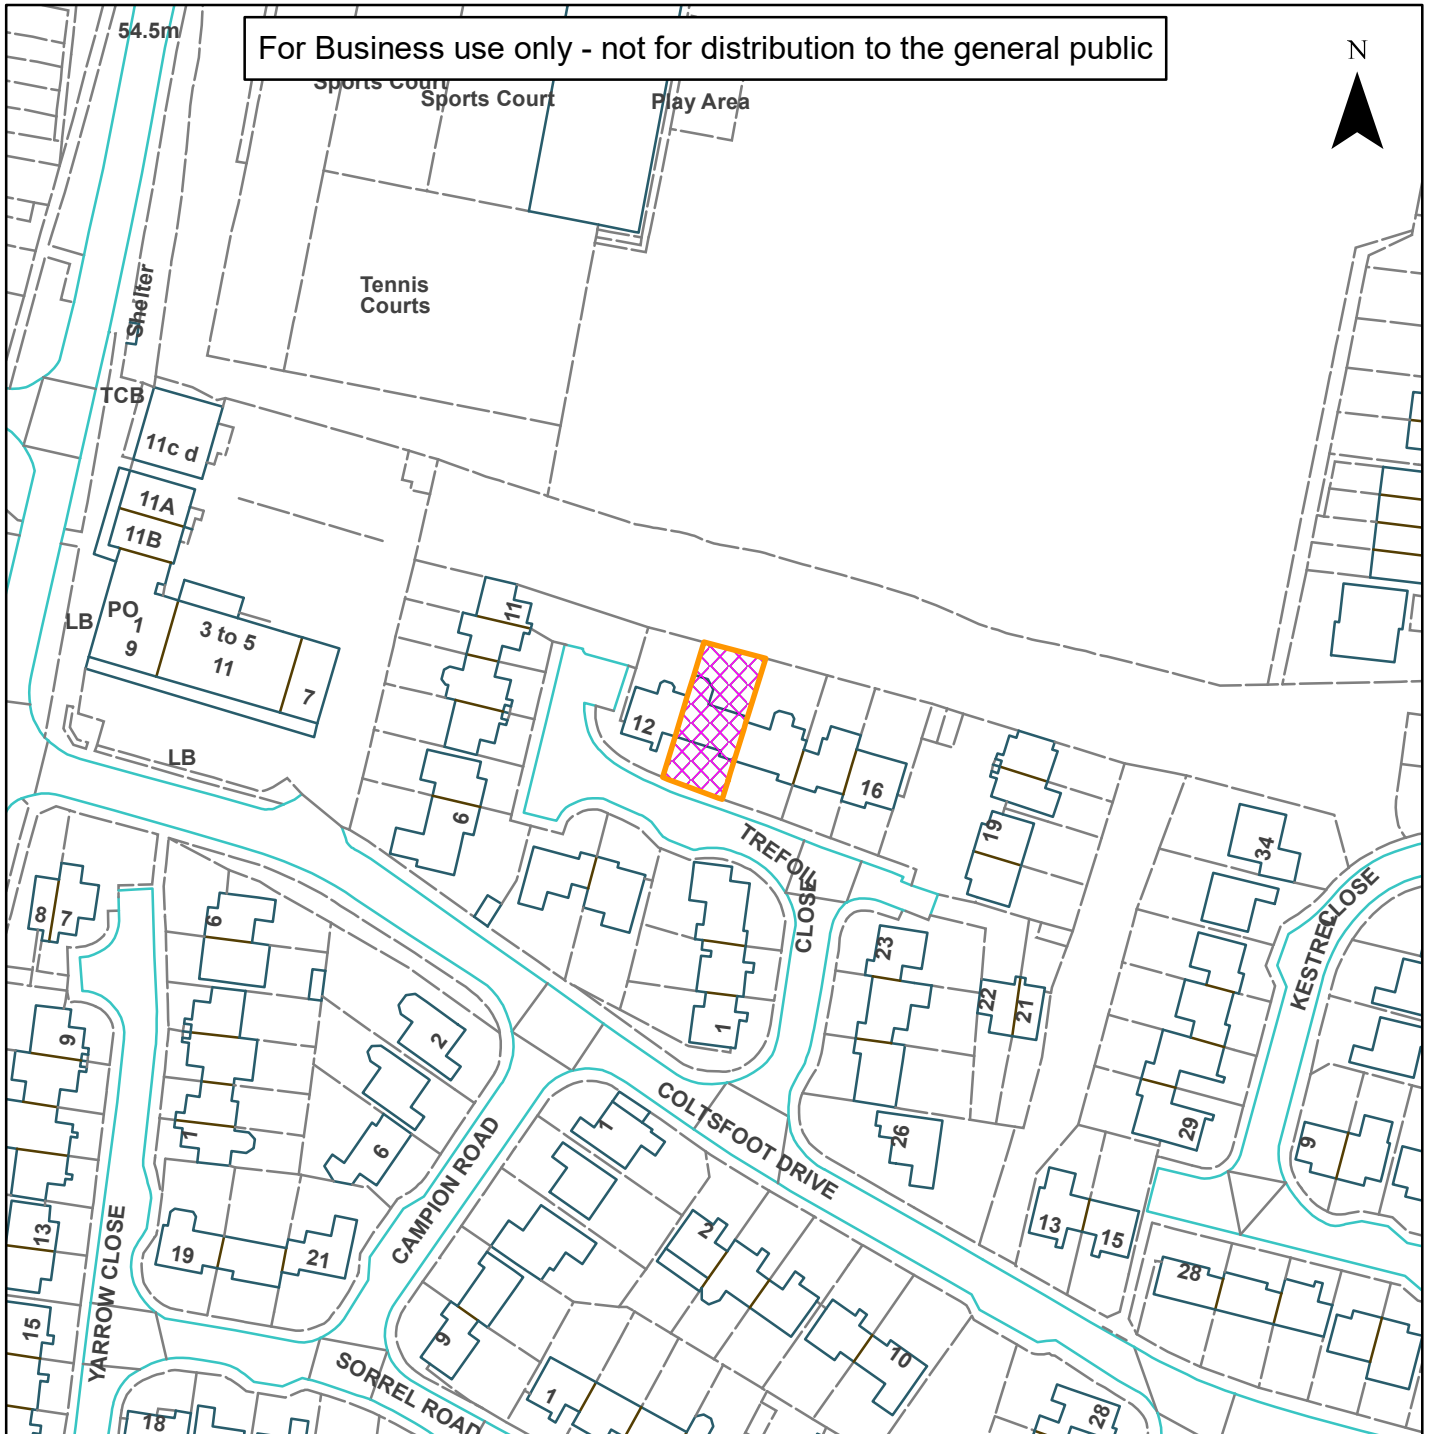 54.5m
For Business use only - not for distribution to the general public
N
Sports Court
Sports Court
Play Area
Tennis
Courts
Shelter
TCB
11c d
11A
11B
LB
PO
1
9
3 to 5
11
7
LB
11
6
12
16
19
34
TREFOIL
CLOSE
KESTREL CLOSE
8
7
6
9
2
6
1
1
23
22
21
26
29
9
1
COLTSFOOT DRIVE
CAMPION ROAD
YARROW CLOSE
13
19
21
2
13
15
28
15
9
10
SORREL ROAD
1
18
28